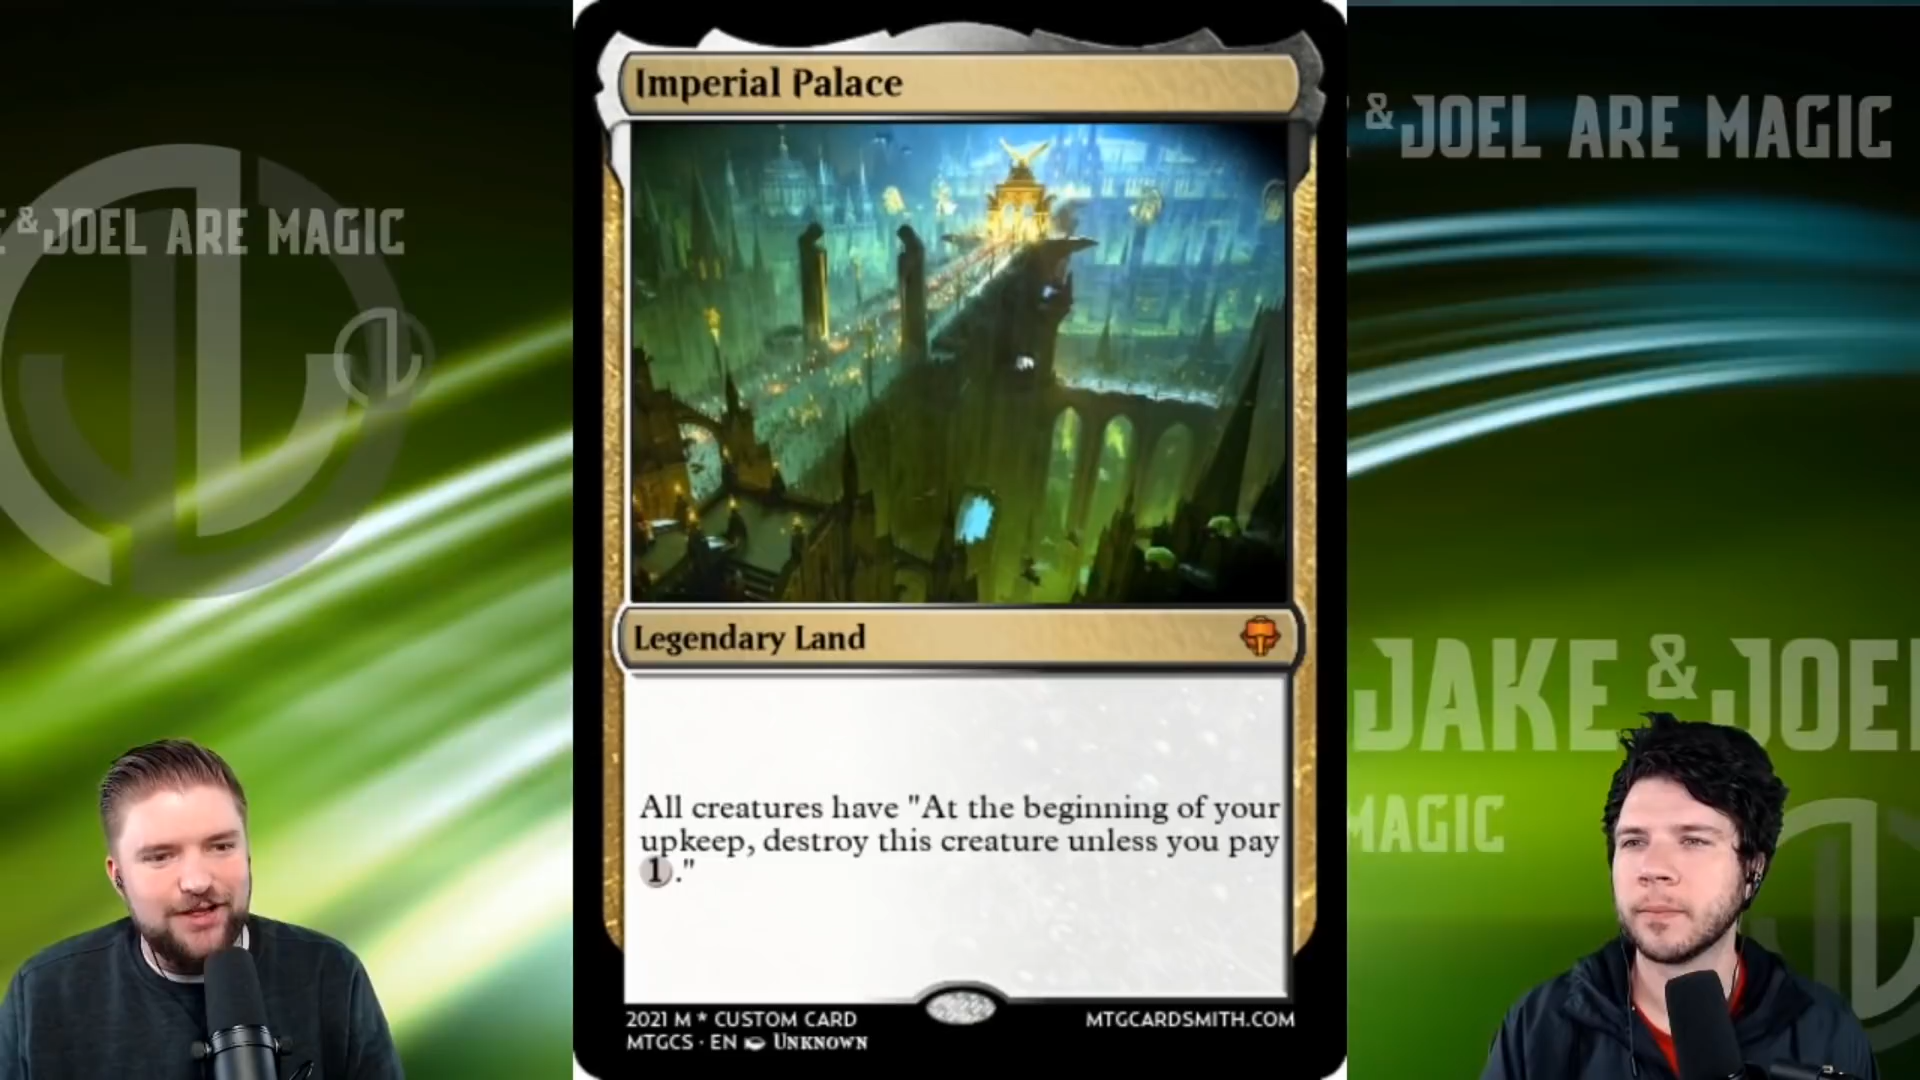 Imperial Palace
& JOEL ARE MAGIC
& JOEL ARE MAGIC
Legendary Land
JAKE & JOEL
MAGIC
All creatures have "At the beginning of your
upkeep, destroy this creature unless you pay
1."
2021 M * CUSTOM CARD
MTGCS · EN Unknown
MTGCARDSMITH.COM